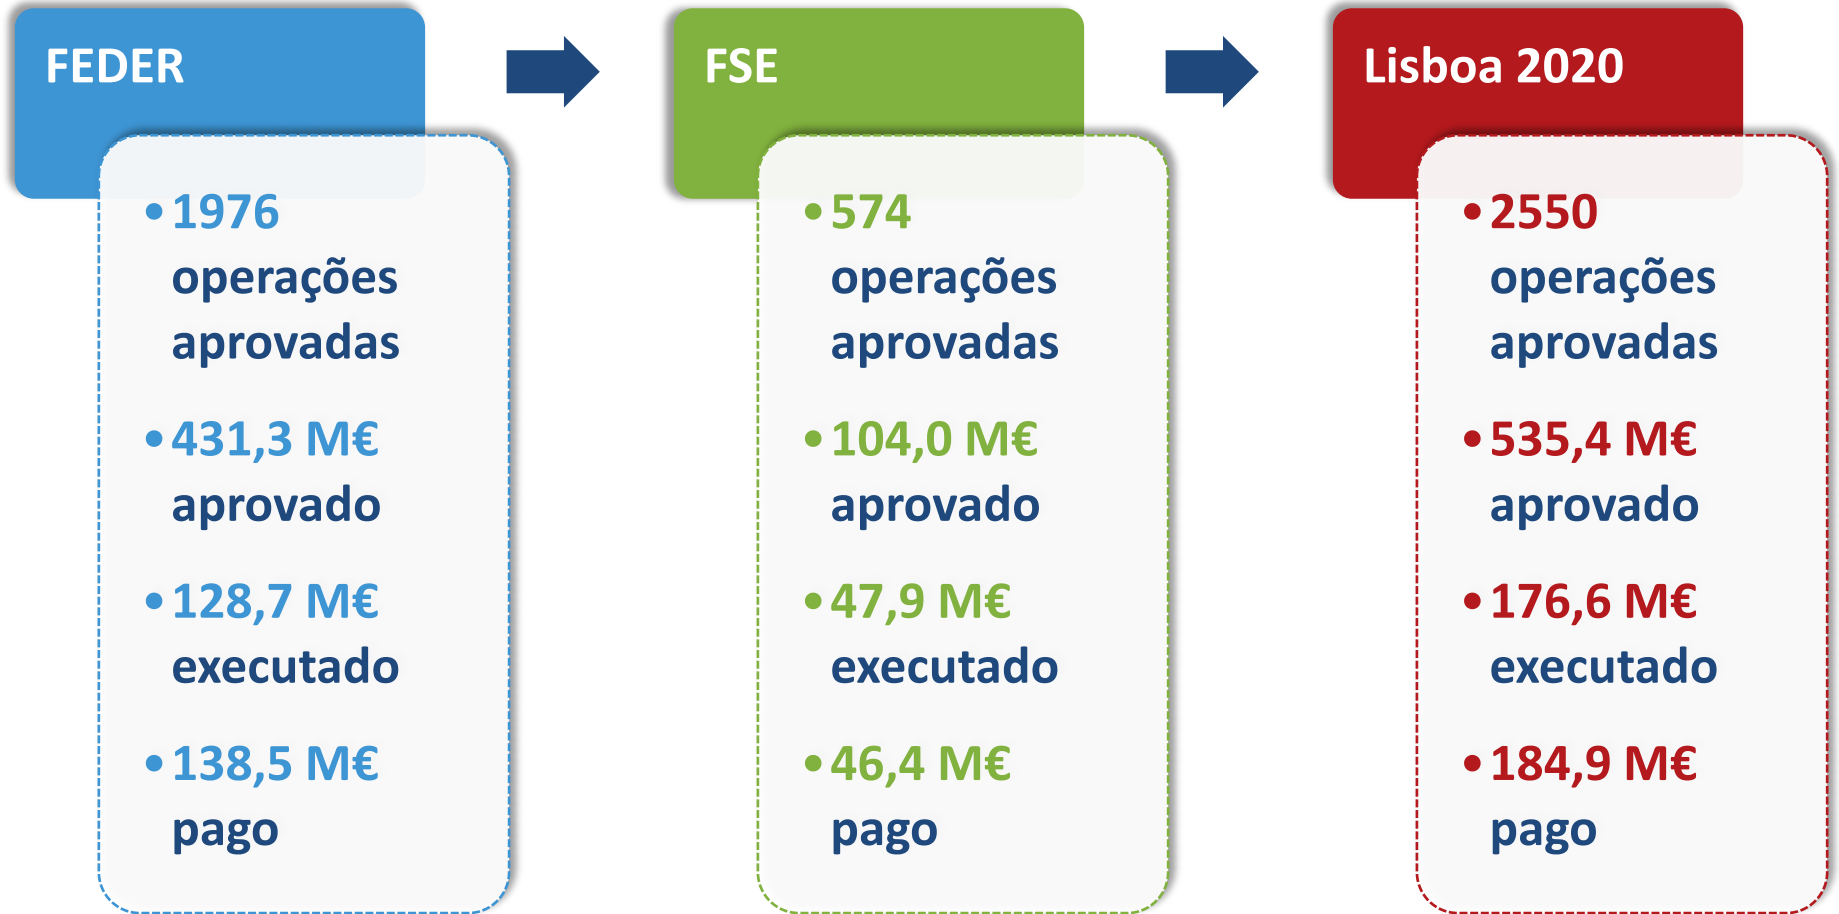 FEDER
• 1976
operações
aprovadas
• 431,3 M€
aprovado
• 128,7 M€
executado
• 138,5 M€
pago
FSE
• 574
operações
aprovadas
• 104,0 M€
aprovado
• 47,9 M€
executado
• 46,4 M€
pago
Lisboa 2020
• 2550
operações
aprovadas
• 535,4 M€
aprovado
• 176,6 M€
executado
• 184,9 M€
pago